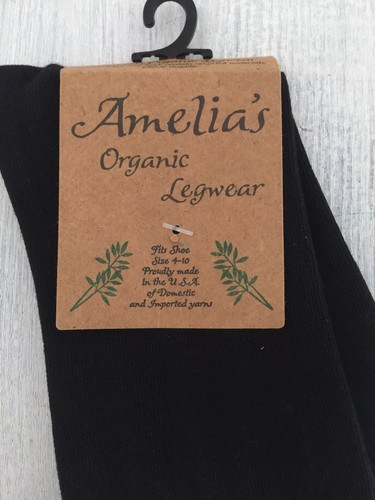 Amelia's
Organic
Legwear
Fits Shoe
Size 4-10
Proudly made
in the U.S.A
of Domestic
and Imported yarns